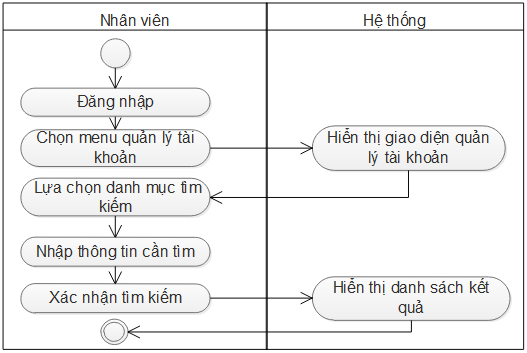 Nhân viên
Hệ thống
Đăng nhập
Chọn menu quản lý tài
khoản
Hiển thị giao diện quản
lý tài khoản
Lựa chọn danh mục tìm
kiếm
Nhập thông tin cần tìm
Xác nhận tìm kiếm
Hiển thị danh sách kết
quả